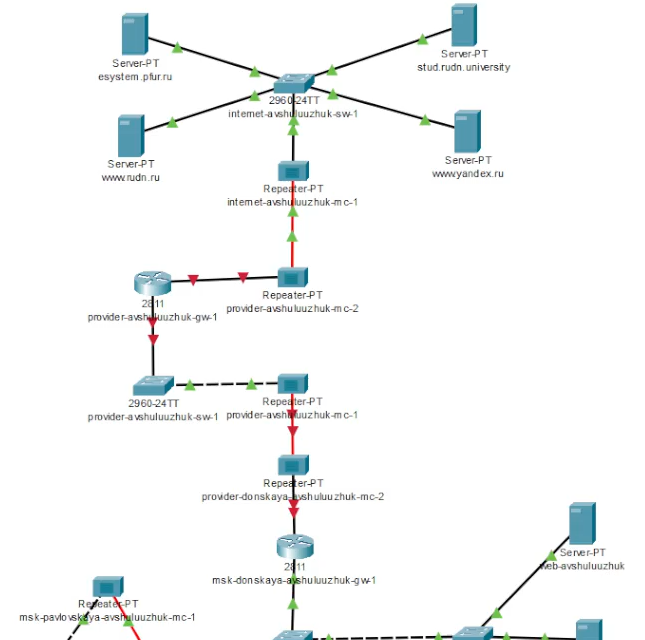 Server-PT
esystem.pfur.ru
Server-PT
stud.rudn.university
2960-24TT
internet-avshuluuzhuk-sw-1
Server-PT
www.rudn.ru
Server-PT
www.yandex.ru
Repeater-PT
internet-avshuluuzhuk-mc-1
2811
provider-avshuluuzhuk-gw-1
Repeater-PT
provider-avshuluuzhuk-mc-2
2960-24TT
provider-avshuluuzhuk-sw-1
Repeater-PT
provider-avshuluuzhuk-mc-1
Repeater-PT
provider-donskaya-avshuluuzhuk-mc-2
2811
msk-donskaya-avshuluuzhuk-gw-1
Server-PT
web-avshuluuzhuk
Repeater-PT
msk-pavlovskaya-avshuluuzhuk-mc-1